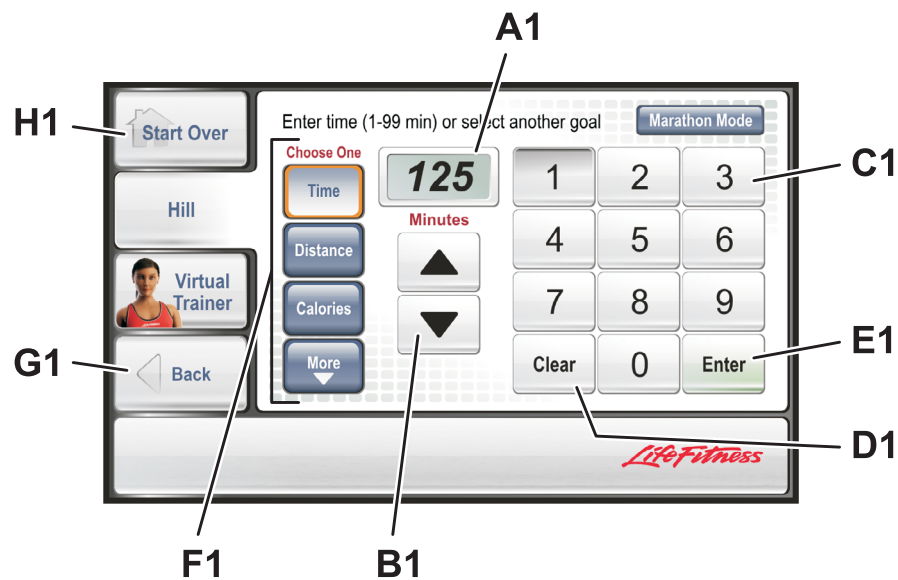 A1
H1
Start Over
Enter time (1-99 min) or select another goal
Marathon Mode
Choose One
Time
125
Minutes
1
2
3
C1
Hill
Distance
4
5
6
Virtual
Trainer
Calories
7
8
9
G1
Back
More
Clear
0
Enter
E1
D1
LifeFitness
F1
B1